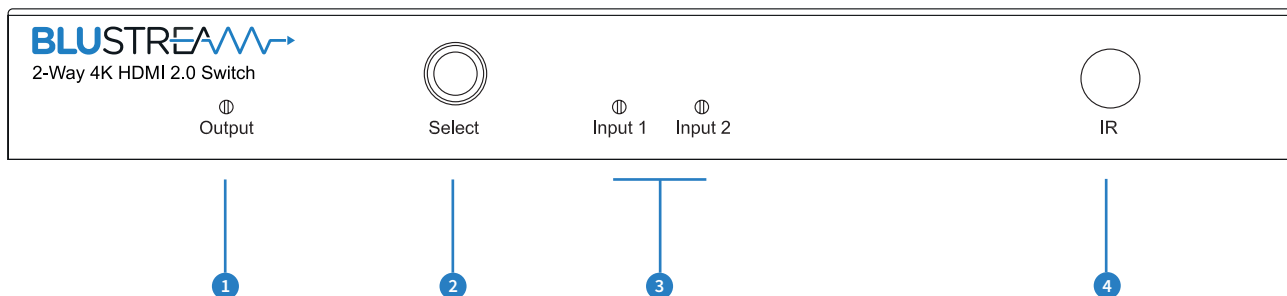 BLUSTREAM
2-Way 4K HDMI 2.0 Switch
Output
Select
Input 1
Input 2
IR
1
2
3
4